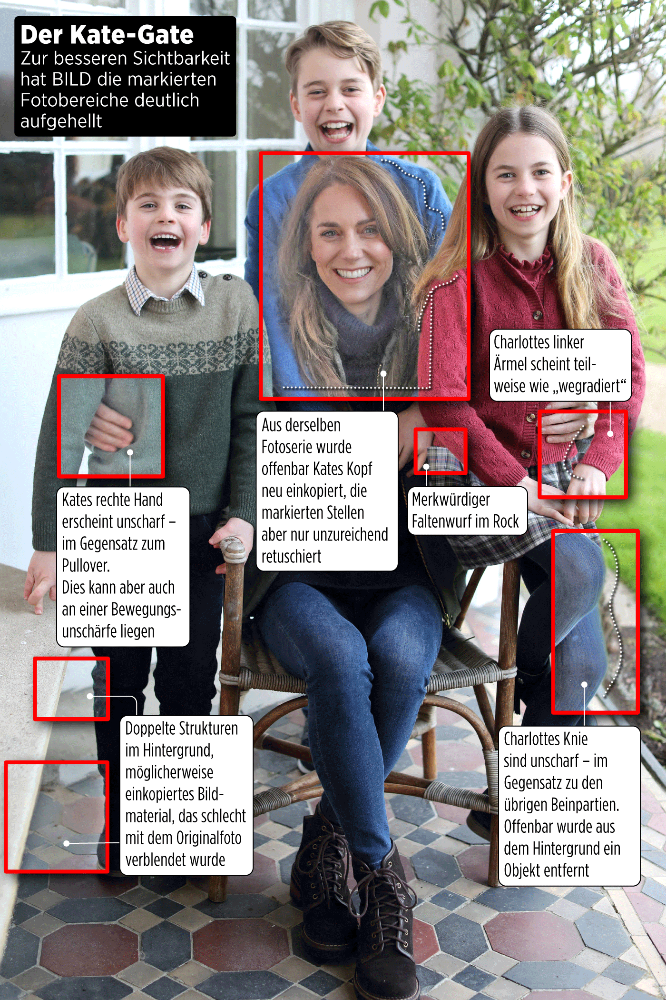 Der Kate-Gate
Zur besseren Sichtbarkeit
hat BILD die markierten
Fotobereiche deutlich
aufgehellt
Charlottes linker
Ärmel scheint teil-
weise wie „wegradiert“
Aus derselben
Fotoserie wurde
offenbar Kates Kopf
neu einkopiert, die
markierten Stellen
aber nur unzureichend
retuschiert
Merkwürdiger
Faltenwurf im Rock
Kates rechte Hand
erscheint unscharf –
im Gegensatz zum
Pullover.
Dies kann aber auch
an einer Bewegungs-
unschärfe liegen
Doppelte Strukturen
im Hintergrund,
möglicherweise
einkopiertes Bild-
material, das schlecht
mit dem Originalfoto
verblendet wurde
Charlottes Knie
sind unscharf – im
Gegensatz zu den
übrigen Beinpartien.
Offenbar wurde aus
dem Hintergrund ein
Objekt entfernt